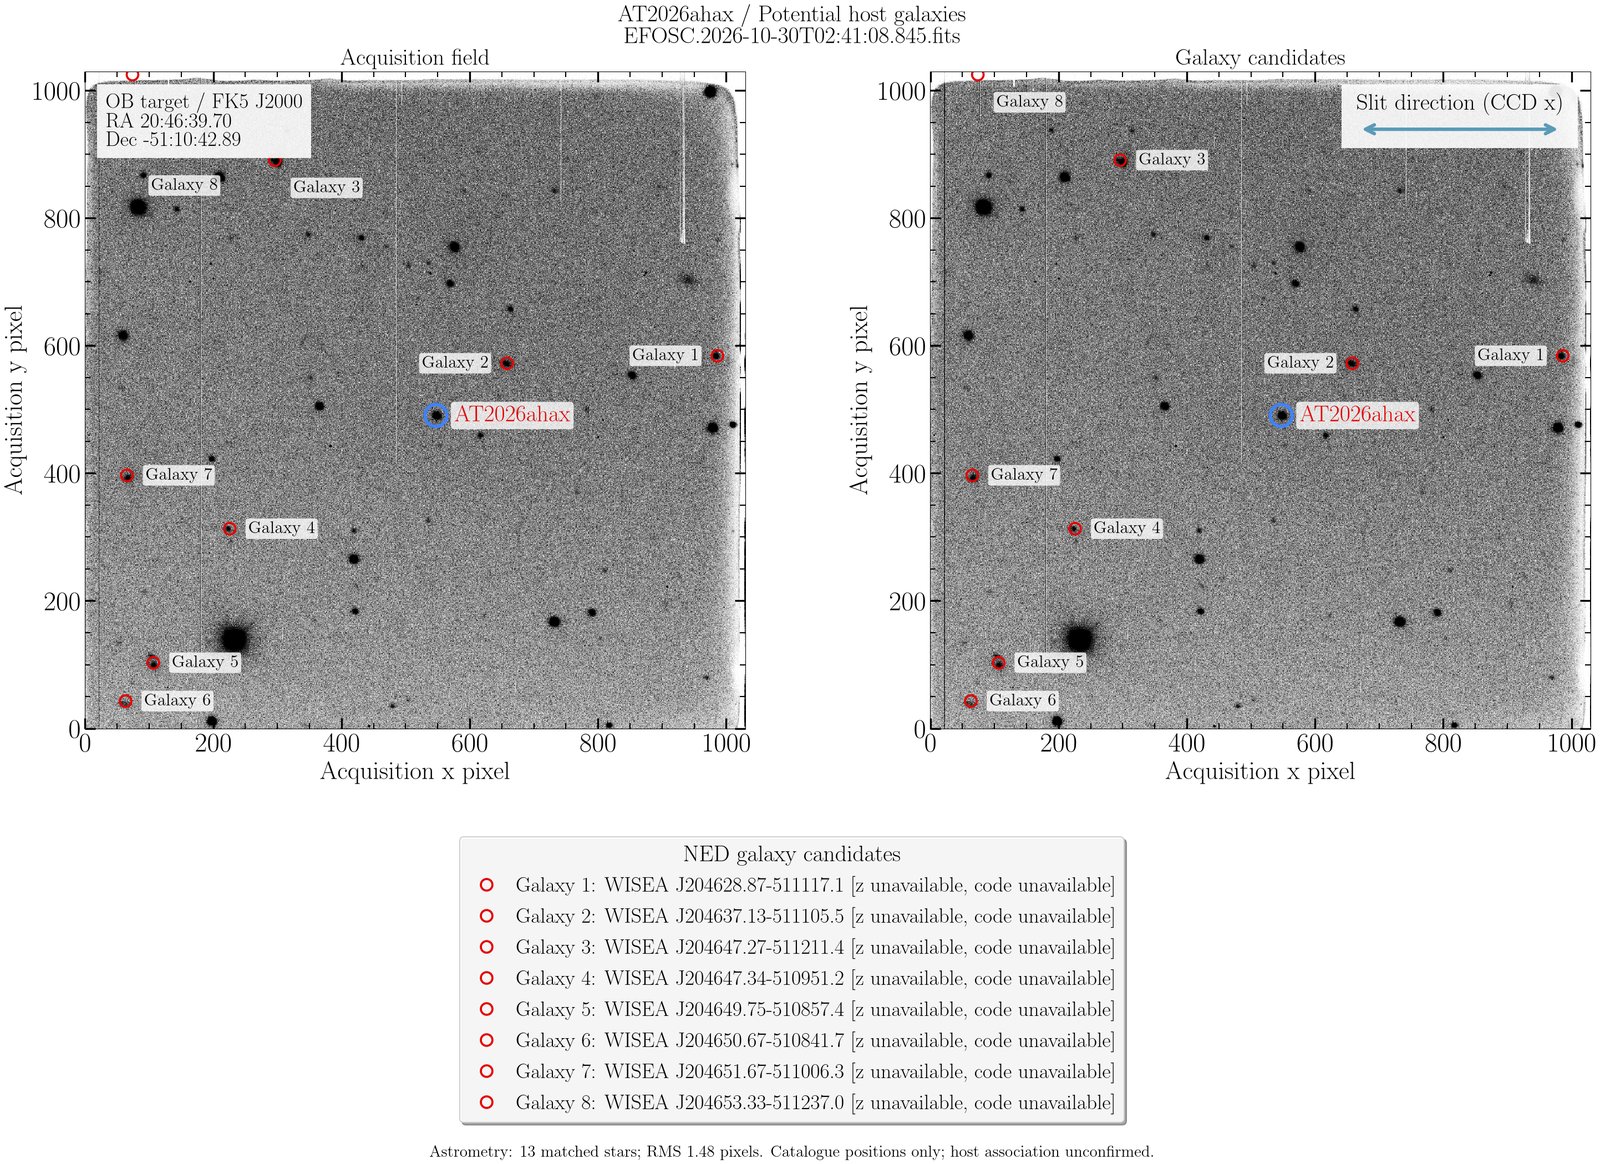 AT2026ahax / Potential host galaxies
EFOSC.2026-10-30T02:41:08.845.fits
Acquisition field
OB target / FK5 J2000
RA 20:46:39.70
Dec -51:10:42.89
Galaxy 8
Galaxy 3
Galaxy 2
Galaxy 1
AT2026ahax
Galaxy 7
Galaxy 4
Galaxy 5
Galaxy 6
1000
800
600
400
200
0
0 200 400 600 800 1000
Acquisition y pixel
Acquisition x pixel
Galaxy candidates
Slit direction (CCD x)
Galaxy 8
Galaxy 3
Galaxy 2
Galaxy 1
AT2026ahax
Galaxy 7
Galaxy 4
Galaxy 5
Galaxy 6
1000
800
600
400
200
0
0 200 400 600 800 1000
Acquisition y pixel
Acquisition x pixel
NED galaxy candidates
Galaxy 1: WISEA J204628.87-511117.1 [z unavailable, code unavailable]
Galaxy 2: WISEA J204637.13-511105.5 [z unavailable, code unavailable]
Galaxy 3: WISEA J204647.27-511211.4 [z unavailable, code unavailable]
Galaxy 4: WISEA J204647.34-510951.2 [z unavailable, code unavailable]
Galaxy 5: WISEA J204649.75-510857.4 [z unavailable, code unavailable]
Galaxy 6: WISEA J204650.67-510841.7 [z unavailable, code unavailable]
Galaxy 7: WISEA J204651.67-511006.3 [z unavailable, code unavailable]
Galaxy 8: WISEA J204653.33-511237.0 [z unavailable, code unavailable]
Astrometry: 13 matched stars; RMS 1.48 pixels. Catalogue positions only; host association unconfirmed.